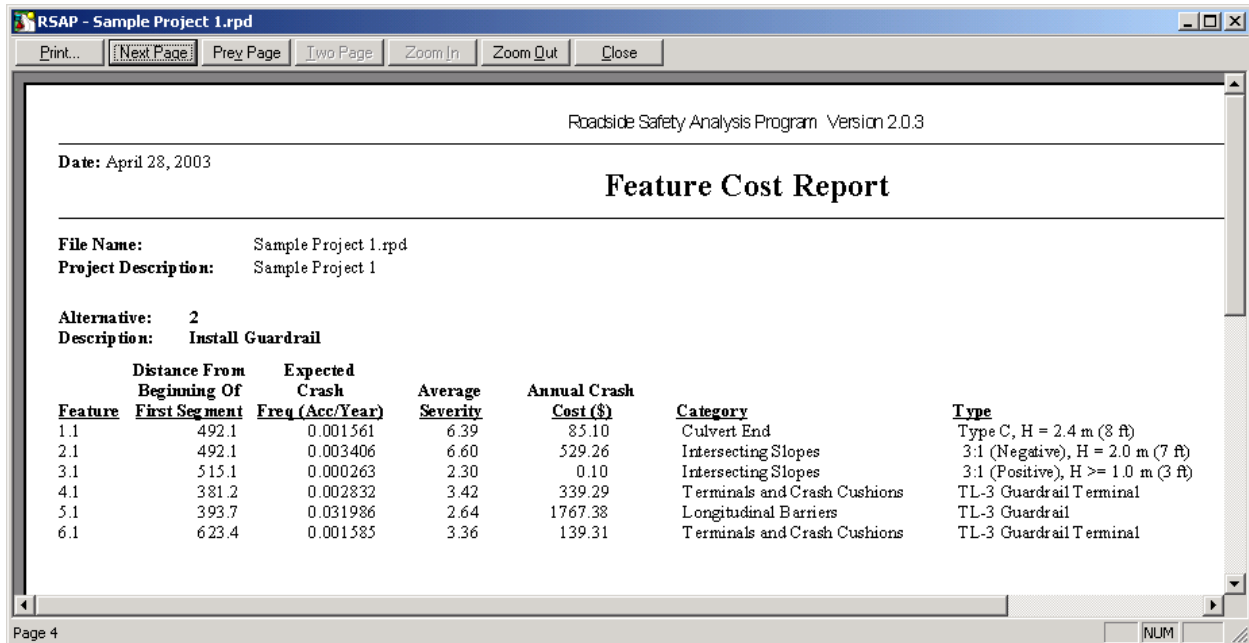 RSAP - Sample Project 1.rpd
Print... Next Page Prev Page Two Page Zoom In Zoom Out Close
Roadside Safety Analysis Program Version 2.0.3
Date: April 28, 2003
Feature Cost Report
File Name: Sample Project 1.rpd
Project Description: Sample Project 1
Alternative: 2
Description: Install Guardrail
Distance From Expected
Beginning Of Crash Average Annual Crash
Feature First Segment Freq (Acc/Year) Severity Cost ($) Category Type
1.1 492.1 0.001561 6.39 85.10 Culvert End Type C, H = 2.4 m (8 ft)
2.1 492.1 0.003406 6.60 529.26 Intersecting Slopes 3:1 (Negative), H = 2.0 m (7 ft)
3.1 515.1 0.000263 2.30 0.10 Intersecting Slopes 3:1 (Positive), H >= 1.0 m (3 ft)
4.1 381.2 0.002832 3.42 339.29 Terminals and Crash Cushions TL-3 Guardrail Terminal
5.1 393.7 0.031986 2.64 1767.38 Longitudinal Barriers TL-3 Guardrail
6.1 623.4 0.001585 3.36 139.31 Terminals and Crash Cushions TL-3 Guardrail Terminal
Page 4 NUM